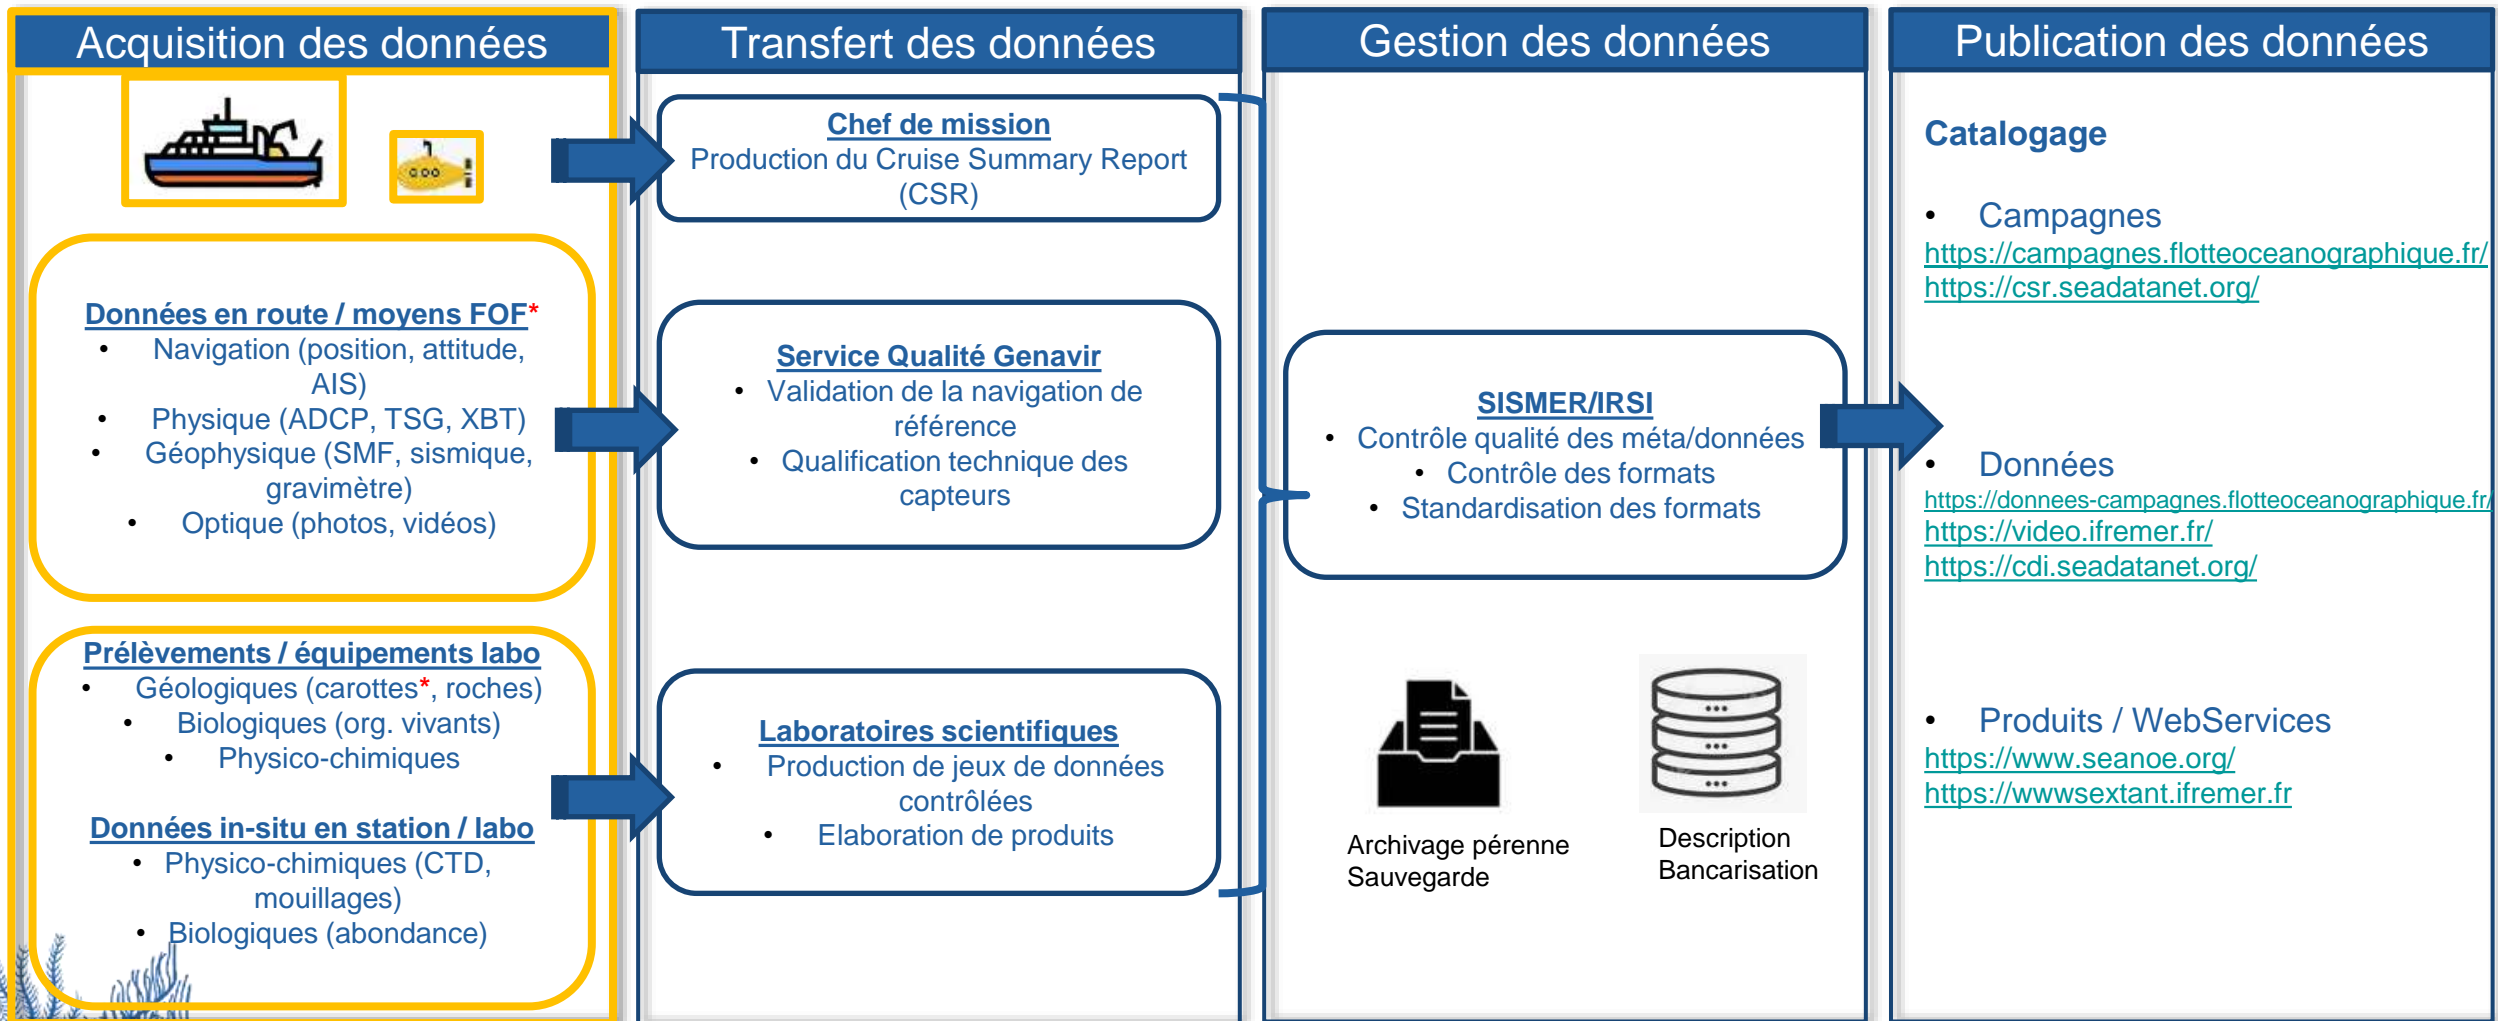 Acquisition des données
Données en route / moyens FOF*
• Navigation (position, attitude,
AIS)
• Physique (ADCP, TSG, XBT)
• Géophysique (SMF, sismique,
gravimètre)
• Optique (photos, vidéos)
Prélèvements / équipements labo
• Géologiques (carottes*, roches)
• Biologiques (org. vivants)
• Physico-chimiques
Données in-situ en station / labo
• Physico-chimiques (CTD,
mouillages)
• Biologiques (abondance)
Transfert des données
Chef de mission
Production du Cruise Summary Report
(CSR)
Service Qualité Genavir
• Validation de la navigation de
référence
• Qualification technique des
capteurs
Laboratoires scientifiques
• Production de jeux de données
contrôlées
• Elaboration de produits
Gestion des données
SISMER/IRSI
• Contrôle qualité des méta/données
• Contrôle des formats
• Standardisation des formats
Archivage pérenne
Sauvegarde
Description
Bancarisation
Publication des données
Catalogage
• Campagnes
https://campagnes.flotteoceanographique.fr/
https://csr.seadatanet.org/
• Données
https://donnees-campagnes.flotteoceanographique.fr/
https://video.ifremer.fr/
https://cdi.seadatanet.org/
• Produits / WebServices
https://www.seanoe.org/
https://wwwsextant.ifremer.fr